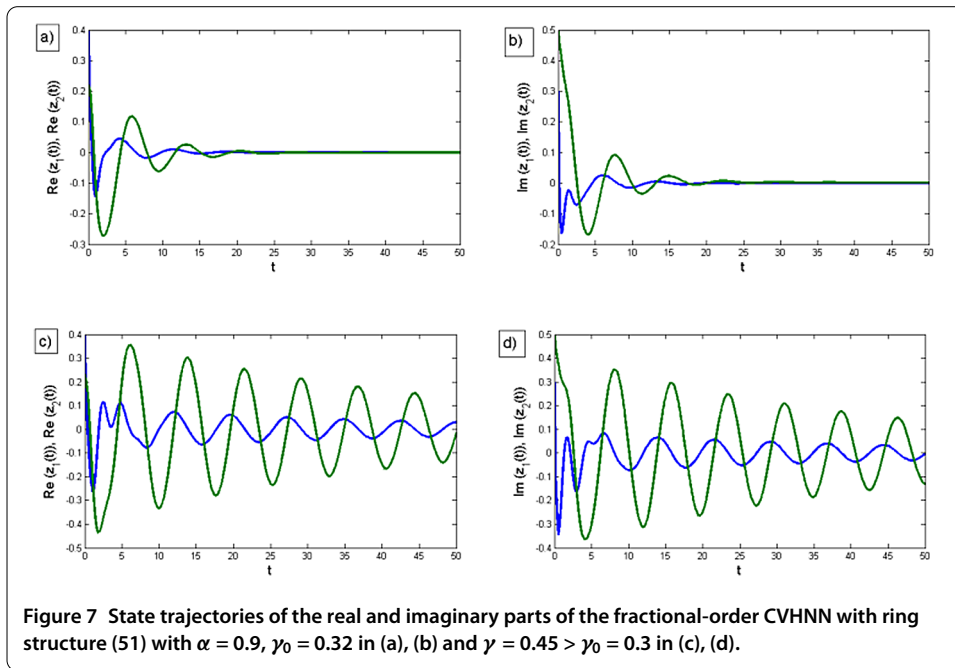 a)
Re (z₁(t)), Re (z₂(t))
0.4
0.3
0.2
0.1
0
-0.1
-0.2
-0.3
0 5 10 15 20 25 30 35 40 45 50
t
b)
Im (z₁(t)), Im (z₂(t))
0.5
0.4
0.3
0.2
0.1
0
-0.1
0.2
0 5 10 15 20 25 30 35 40 45 50
t
c)
Re (z₁(t)), Re (z₂(t))
0.4
0.3
0.2
0.1
0
-0.1
-0.2
-0.3
-0.4
-0.5
0 5 10 15 20 25 30 35 40 45 50
t
d)
Im (z₁(t)), Im (z₂(t))
0.5
0.4
0.3
0.2
0.1
0
-0.1
-0.2
-0.3
0.4
0 5 10 15 20 25 30 35 40 45 50
t
Figure 7 State trajectories of the real and imaginary parts of the fractional-order CVHNN with ring
structure (51) with α = 0.9, γ₀ = 0.32 in (a), (b) and γ = 0.45 > γ₀ = 0.3 in (c), (d).